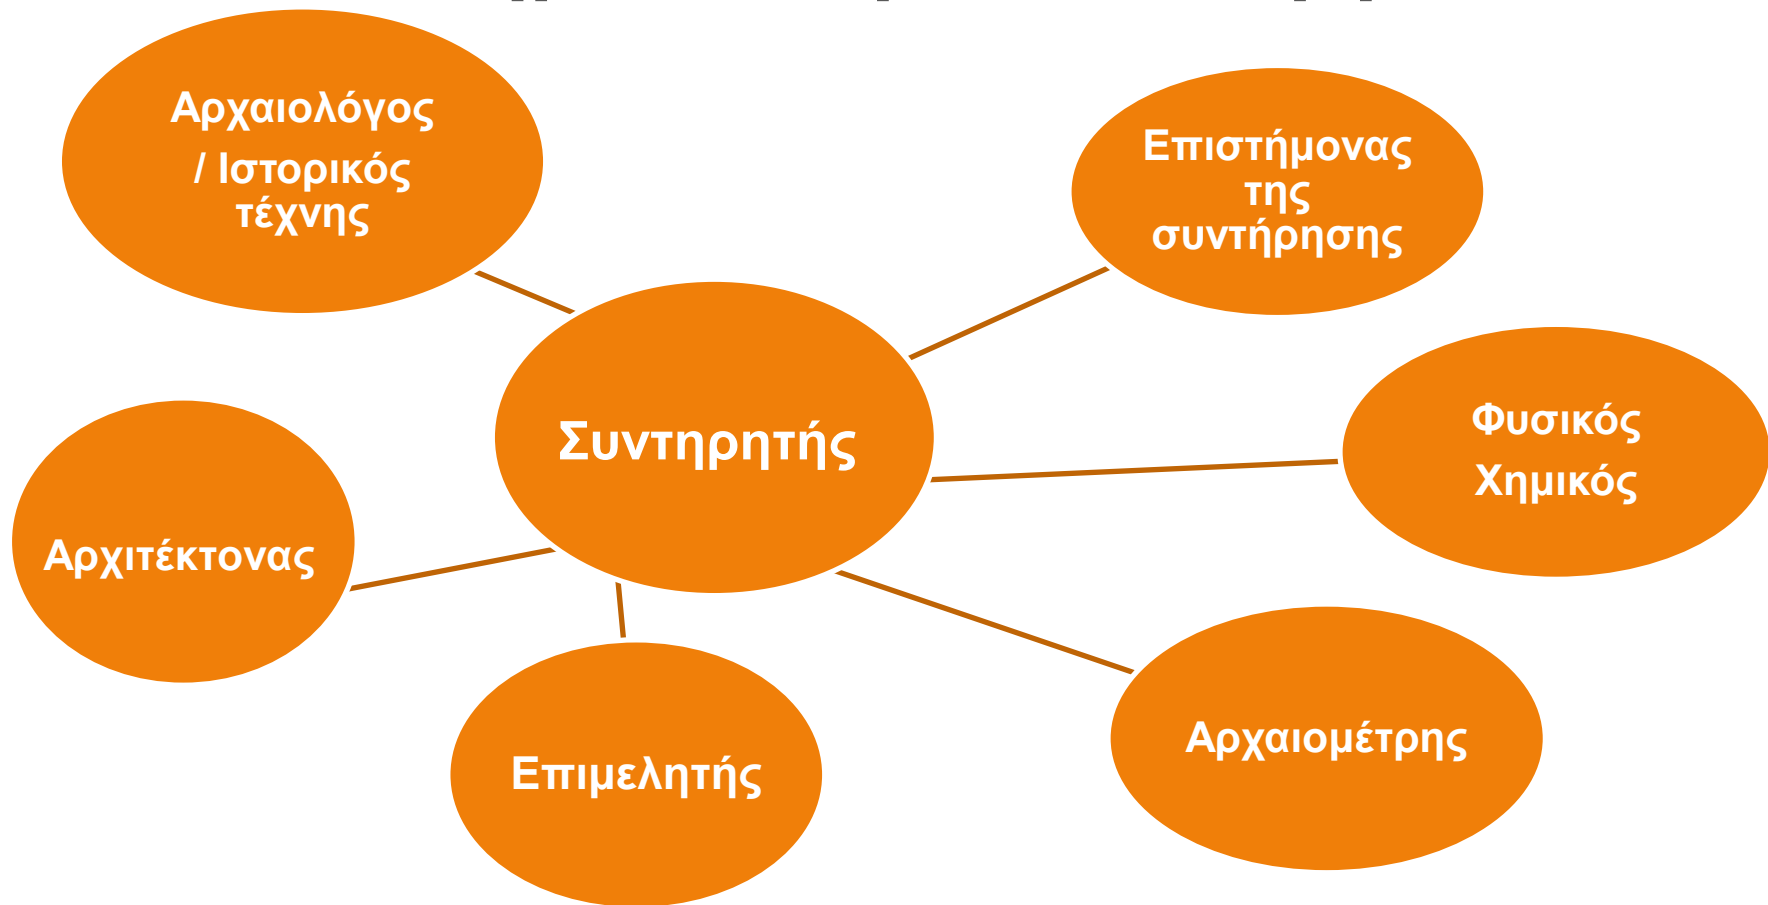 Αρχαιολόγος
/ Ιστορικός
τέχνης
Επιστήμονας
της
συντήρησης
Συντηρητής
Φυσικός
Χημικός
Αρχιτέκτονας
Επιμελητής
Αρχαιομέτρης